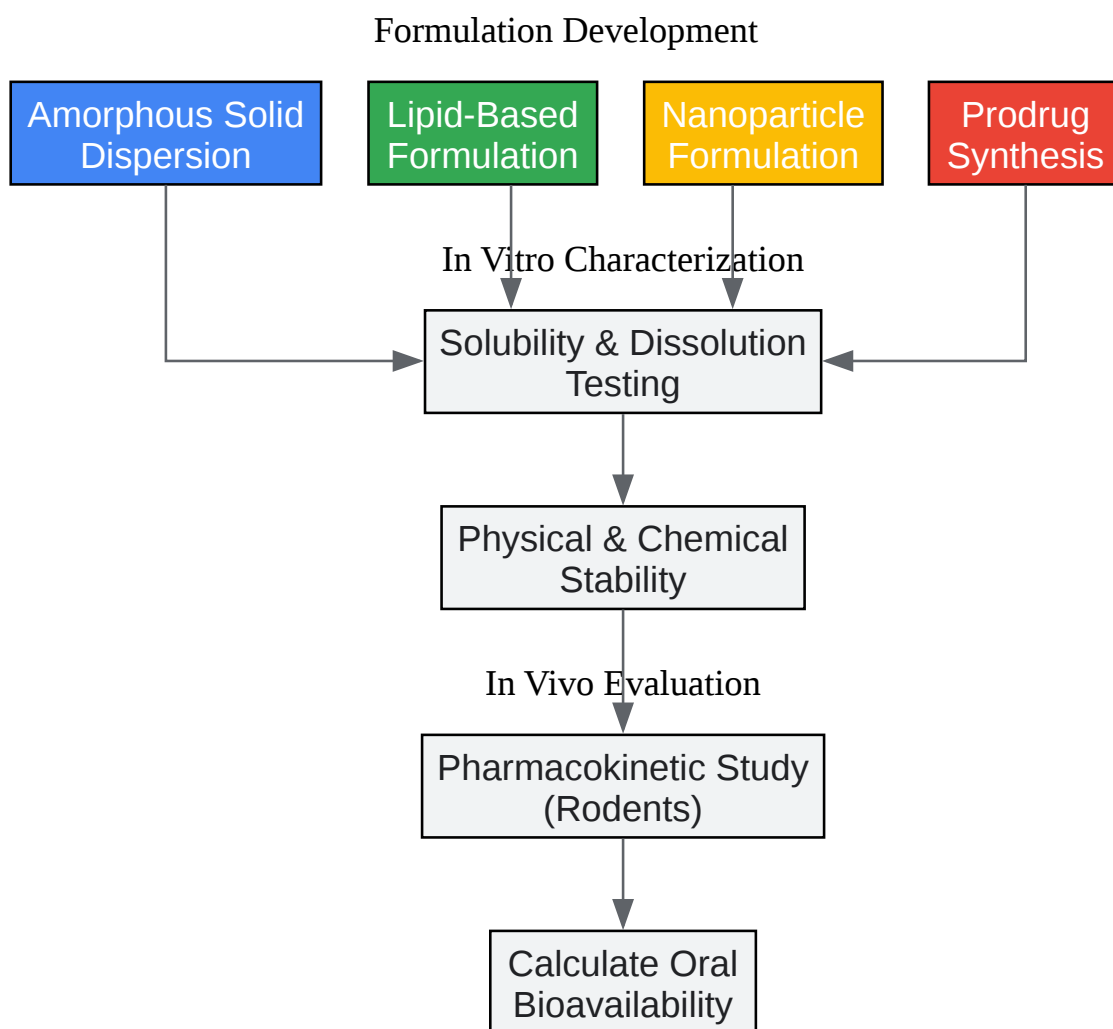 Formulation Development
Amorphous Solid
Dispersion
Lipid-Based
Formulation
Nanoparticle
Formulation
Prodrug
Synthesis
In Vitro Characterization
Solubility & Dissolution
Testing
Physical & Chemical
Stability
In Vivo Evaluation
Pharmacokinetic Study
(Rodents)
Calculate Oral
Bioavailability